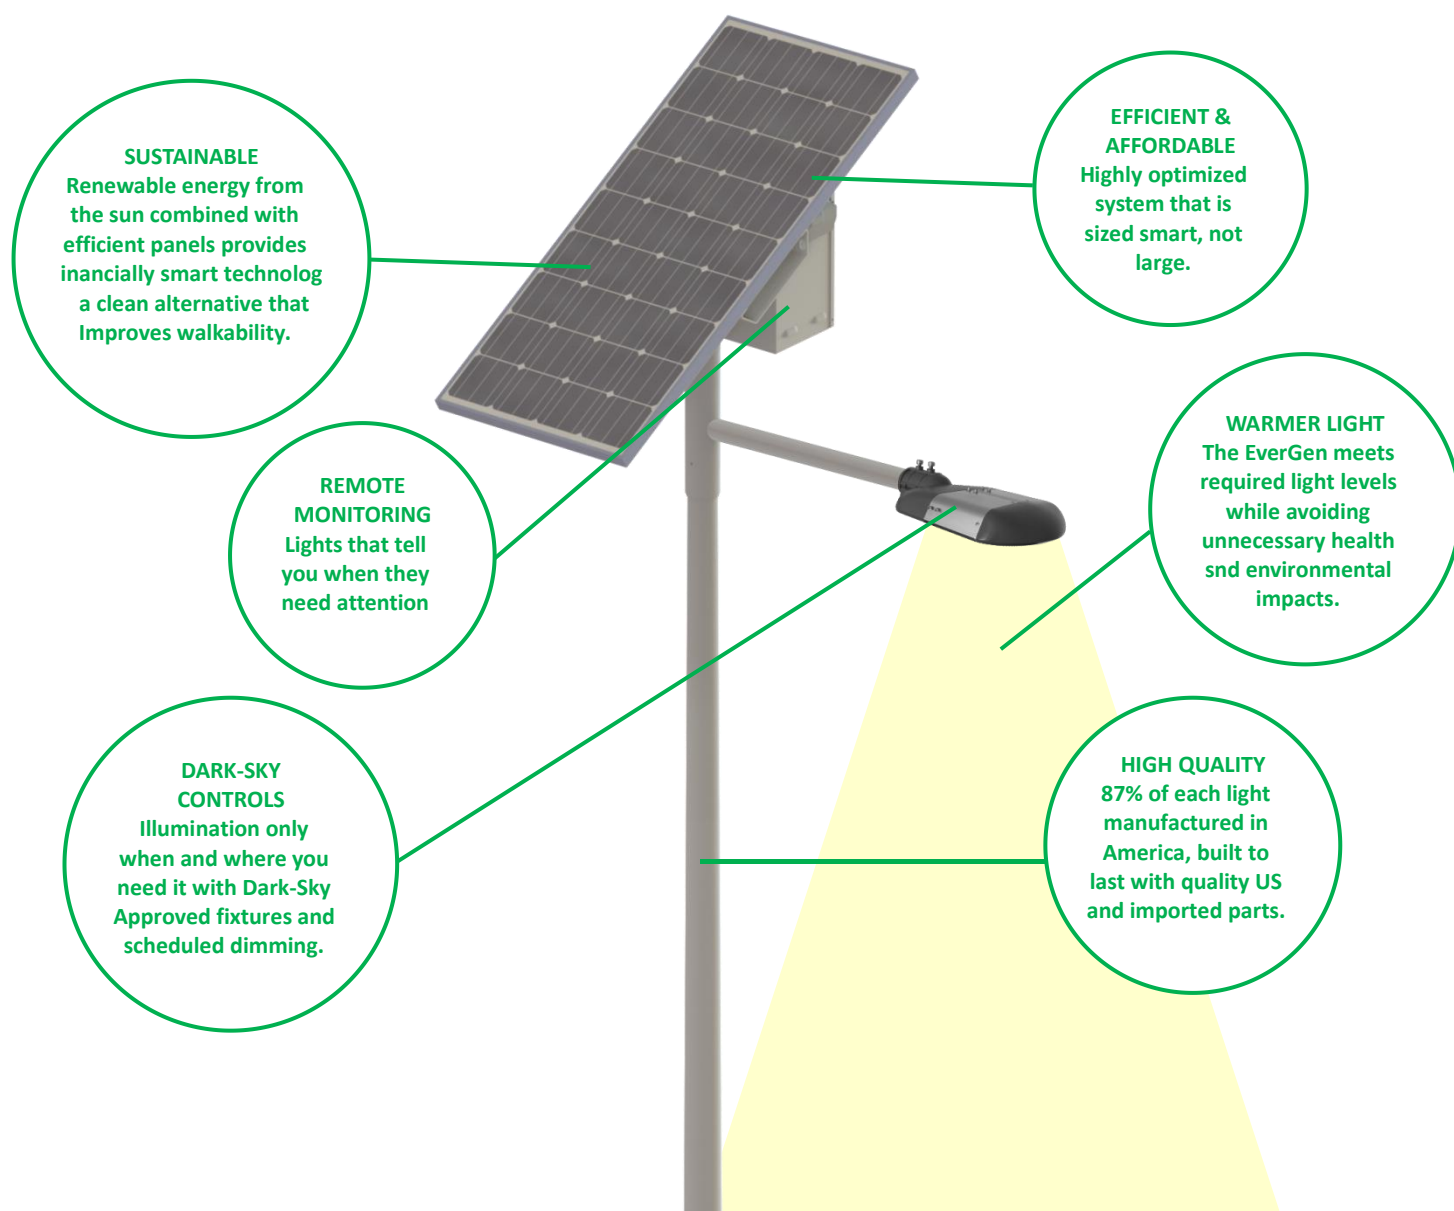 SUSTAINABLE
Renewable energy from
the sun combined with
efficient panels provides
inancially smart technolog
a clean alternative that
Improves walkability.
EFFICIENT &
AFFORDABLE
Highly optimized
system that is
sized smart, not
large.
REMOTE
MONITORING
Lights that tell
you when they
need attention
WARMER LIGHT
The EverGen meets
required light levels
while avoiding
unnecessary health
snd environmental
impacts.
DARK-SKY
CONTROLS
Illumination only
when and where you
need it with Dark-Sky
Approved fixtures and
scheduled dimming.
HIGH QUALITY
87% of each light
manufactured in
America, built to
last with quality US
and imported parts.